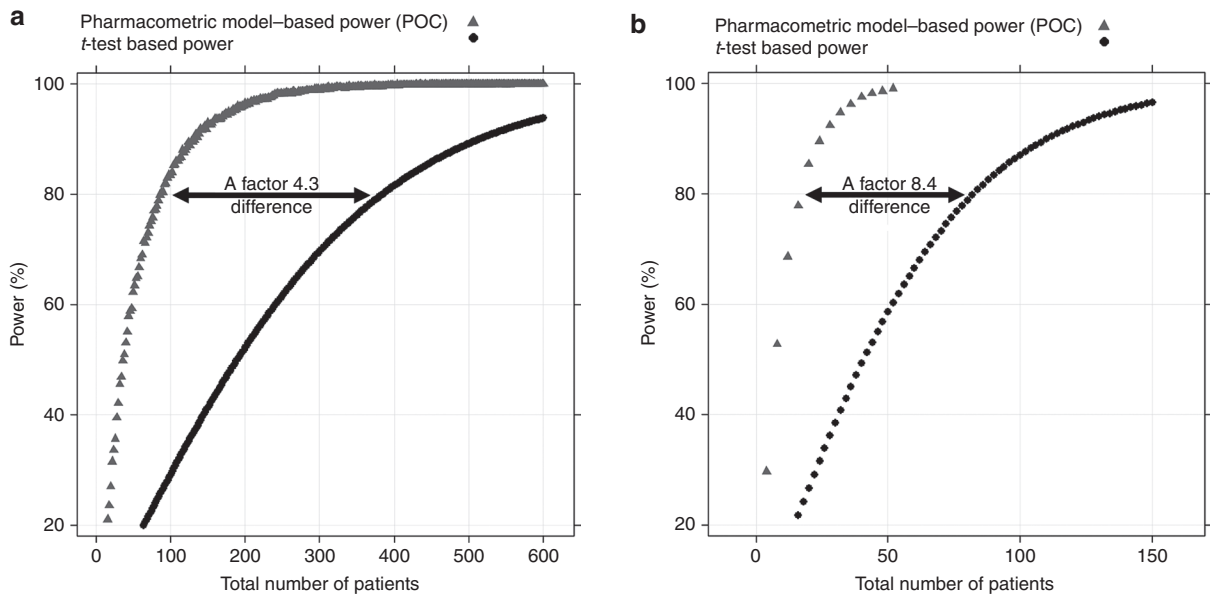 a
Pharmacometric model–based power (POC)
t-test based power
100
80
60
40
20
Power (%)
A factor 4.3
difference
0
100
200
300
400
500
600
Total number of patients
b
Pharmacometric model–based power (POC)
t-test based power
100
80
60
40
20
Power (%)
A factor 8.4
difference
0
50
100
150
Total number of patients